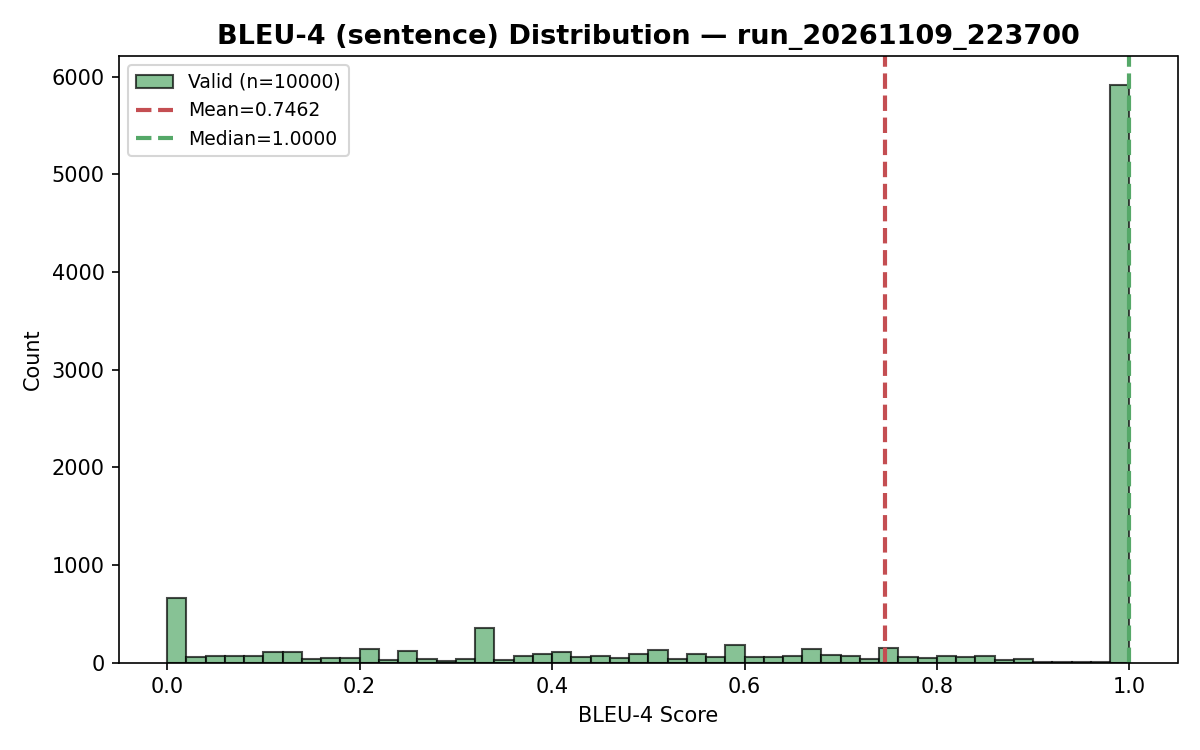 BLEU-4 (sentence) Distribution — run_20261109_223700
Valid (n=10000)
Mean=0.7462
Median=1.0000
Count
6000
5000
4000
3000
2000
1000
0
0.0 0.2 0.4 0.6 0.8 1.0
BLEU-4 Score